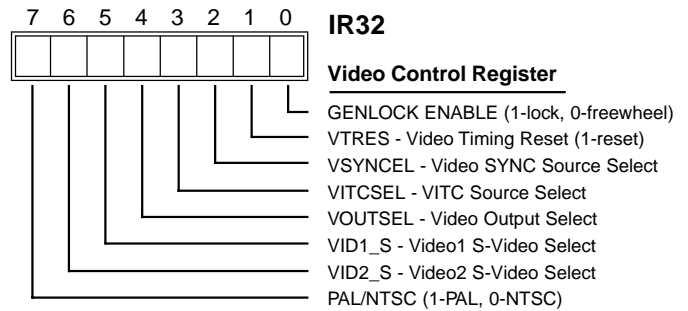 7 6 5 4 3 2 1 0
IR32
Video Control Register
GENLOCK ENABLE (1-lock, 0-freewheel)
VTRES - Video Timing Reset (1-reset)
VSYNCEL - Video SYNC Source Select
VITCSEL - VITC Source Select
VOUTSEL - Video Output Select
VID1_S - Video1 S-Video Select
VID2_S - Video2 S-Video Select
PAL/NTSC (1-PAL, 0-NTSC)